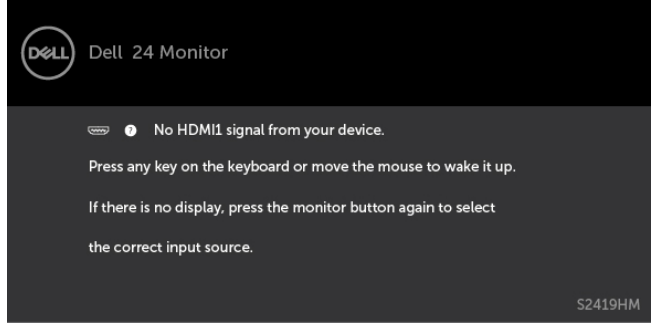 DELL Dell 24 Monitor
? No HDMI1 signal from your device.
Press any key on the keyboard or move the mouse to wake it up.
If there is no display, press the monitor button again to select
the correct input source.
S2419HM